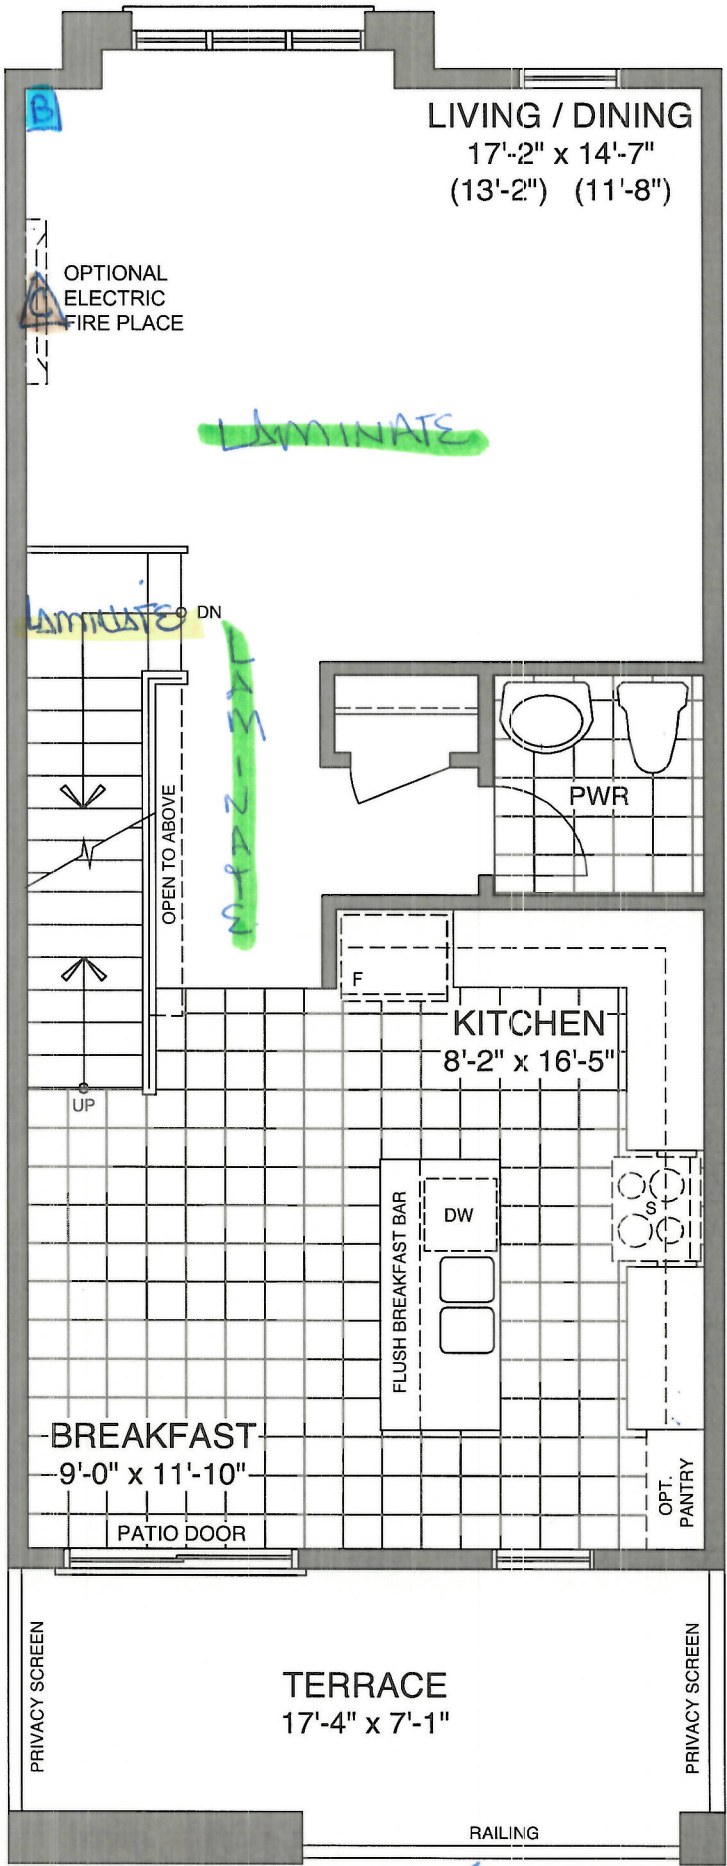 B
LIVING / DINING
17'-2" x 14'-7"
(13'-2") (11'-8")
OPTIONAL
ELECTRIC
FIRE PLACE
C
LAMINATE
LAMINATE
DN
LAMINATE
OPEN TO ABOVE
PWR
F
KITCHEN
8'-2" x 16'-5"
UP
FLUSH BREAKFAST BAR
DW
S
BREAKFAST
9'-0" x 11'-10"
OPT.
PANTRY
PATIO DOOR
PRIVACY SCREEN
TERRACE
17'-4" x 7'-1"
PRIVACY SCREEN
RAILING